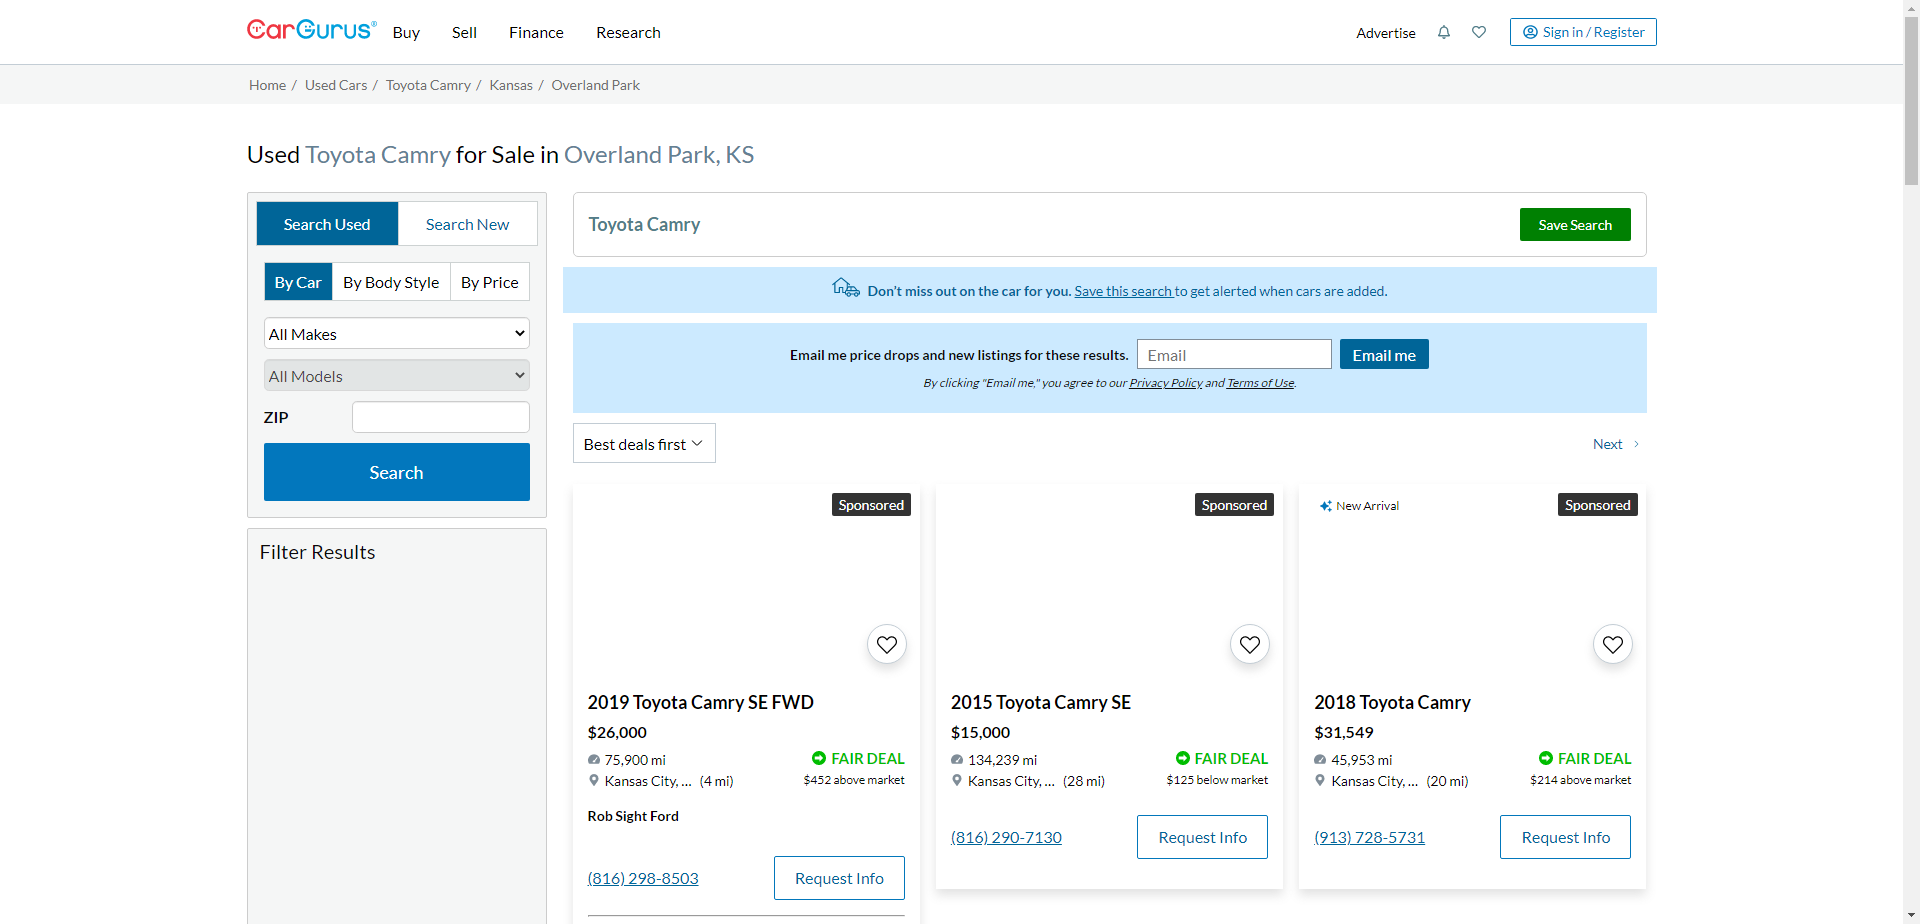 CarGurus®
Buy
Sell
Finance
Research
Advertise
Sign in / Register
Home / Used Cars / Toyota Camry / Kansas / Overland Park
Used Toyota Camry for Sale in Overland Park, KS
Search Used
Search New
By Car
By Body Style
By Price
All Makes
All Models
ZIP
Search
Filter Results
Toyota Camry
Save Search
Don't miss out on the car for you. Save this search to get alerted when cars are added.
Email me price drops and new listings for these results.
Email
Email me
By clicking "Email me," you agree to our Privacy Policy and Terms of Use.
Best deals first
Next
Sponsored
2019 Toyota Camry SE FWD
$26,000
75,900 mi
FAIR DEAL
Kansas City, ... (4 mi)
$452 above market
Rob Sight Ford
(816) 298-8503
Request Info
Sponsored
2015 Toyota Camry SE
$15,000
134,239 mi
FAIR DEAL
Kansas City, ... (28 mi)
$125 below market
(816) 290-7130
Request Info
New Arrival
Sponsored
2018 Toyota Camry
$31,549
45,953 mi
FAIR DEAL
Kansas City, ... (20 mi)
$214 above market
(913) 728-5731
Request Info